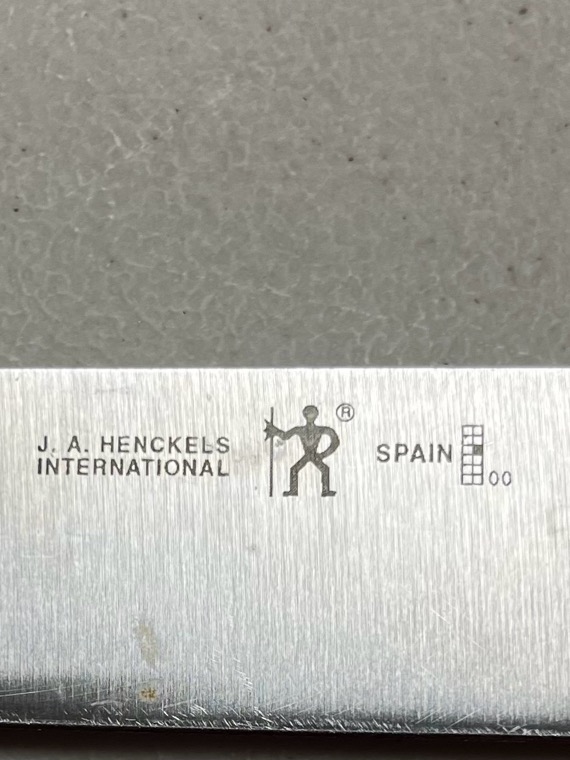 J. A. HENCKELS
INTERNATIONAL
®
SPAIN
00